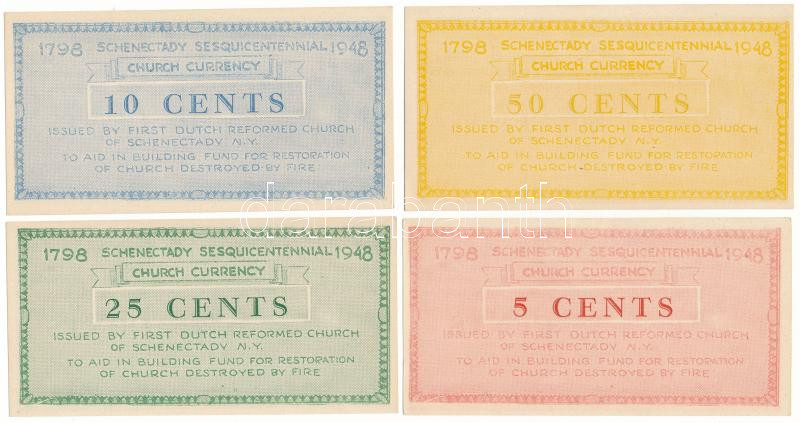 1798 SCHENECTADY SESQUICENTENNIAL 1948
CHURCH CURRENCY
10 CENTS
ISSUED BY FIRST DUTCH REFORMED CHURCH
OF SCHENECTADY N.Y.
TO AID IN BUILDING FUND FOR RESTORATION
OF CHURCH DESTROYED BY FIRE
1798 SCHENECTADY SESQUICENTENNIAL 1948
CHURCH CURRENCY
50 CENTS
ISSUED BY FIRST DUTCH REFORMED CHURCH
OF SCHENECTADY N.Y.
TO AID IN BUILDING FUND FOR RESTORATION
OF CHURCH DESTROYED BY FIRE
darabanth
1798 SCHENECTADY SESQUICENTENNIAL 1948
CHURCH CURRENCY
25 CENTS
ISSUED BY FIRST DUTCH REFORMED CHURCH
OF SCHENECTADY N.Y.
TO AID IN BUILDING FUND FOR RESTORATION
OF CHURCH DESTROYED BY FIRE
1798 SCHENECTADY SESQUICENTENNIAL 1948
CHURCH CURRENCY
5 CENTS
ISSUED BY FIRST DUTCH REFORMED CHURCH
OF SCHENECTADY N.Y.
TO AID IN BUILDING FUND FOR RESTORATION
OF CHURCH DESTROYED BY FIRE